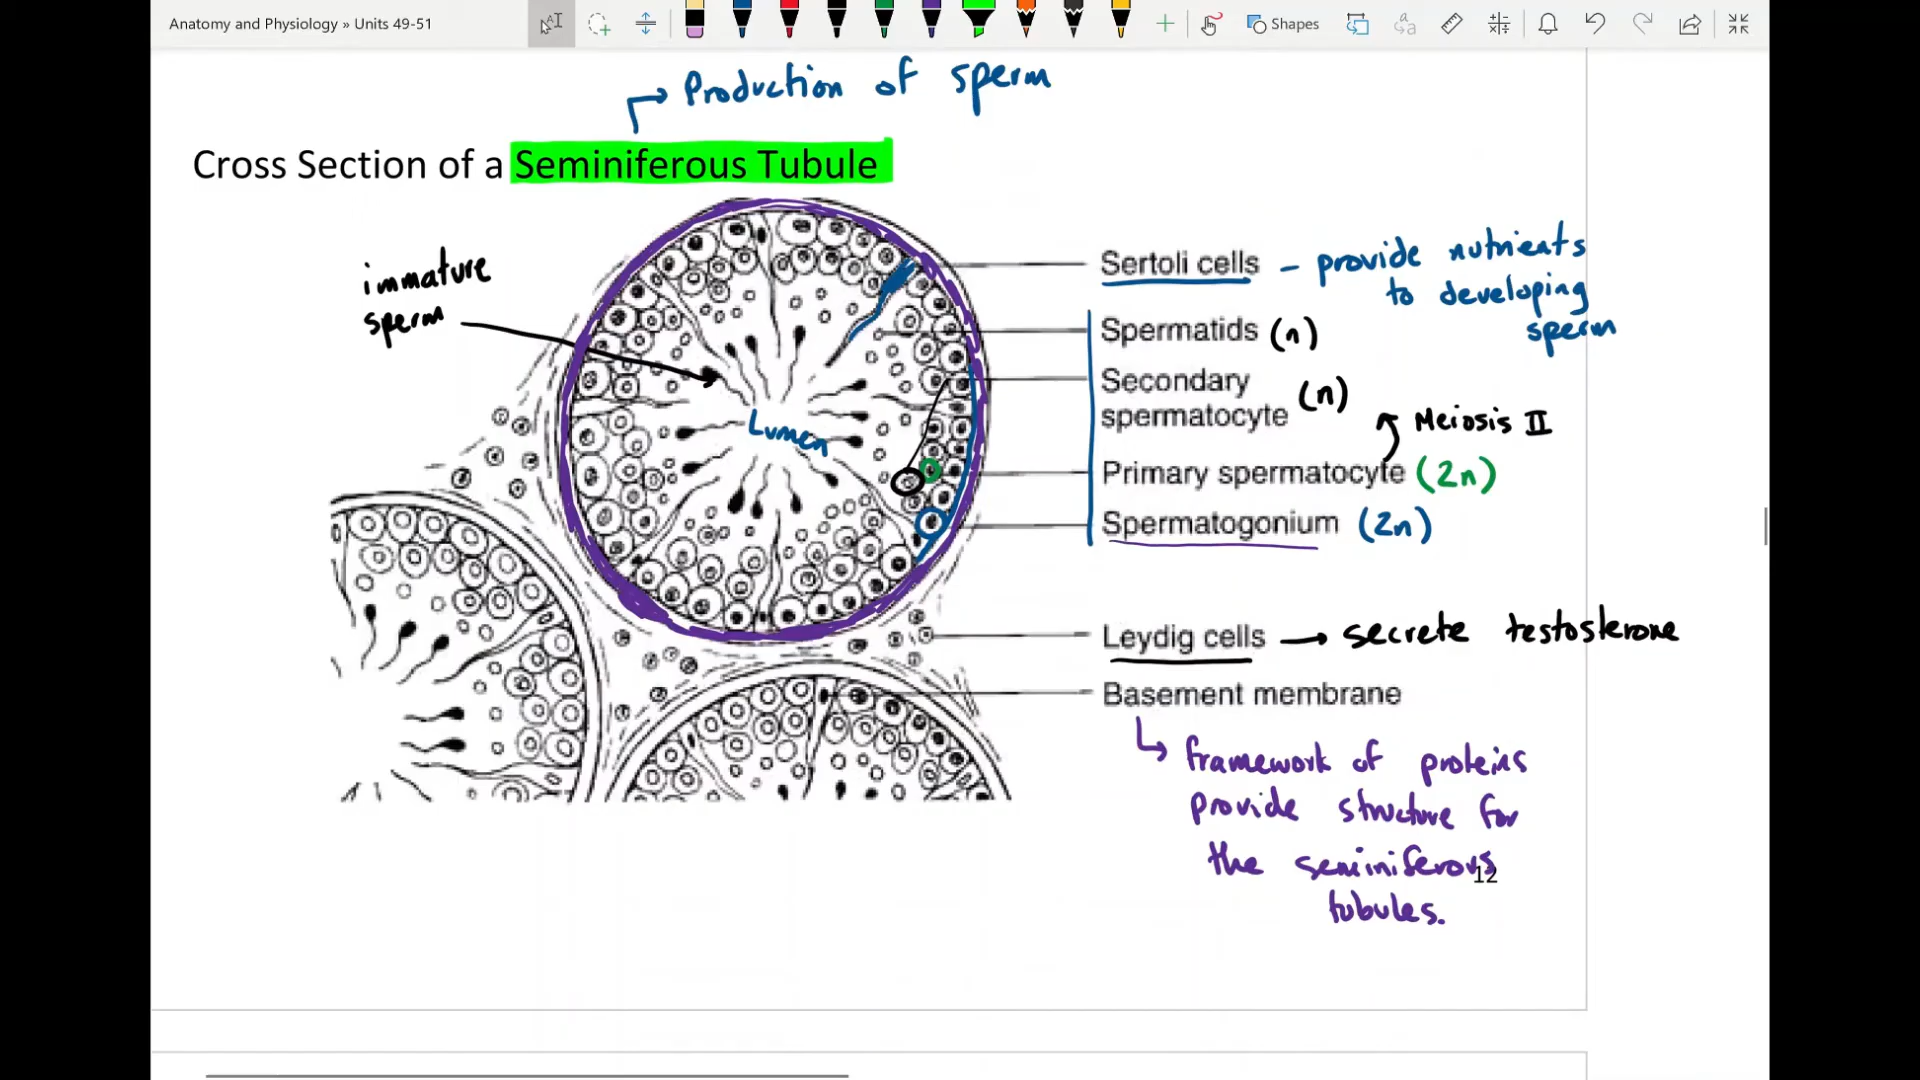 Anatomy and Physiology » Units 49-51
Shapes
Production of sperm
Cross Section of a Seminiferous Tubule
immature
sperm
Lumen
Sertoli cells - provide nutrients
to developing
sperm
Spermatids (n)
Secondary
spermatocyte (n)
Meiosis II
Primary spermatocyte (2n)
Spermatogonium (2n)
Leydig cells → secrete testosterone
Basement membrane
framework of proteins
provide structure for
the seminiferous
12
tubules.